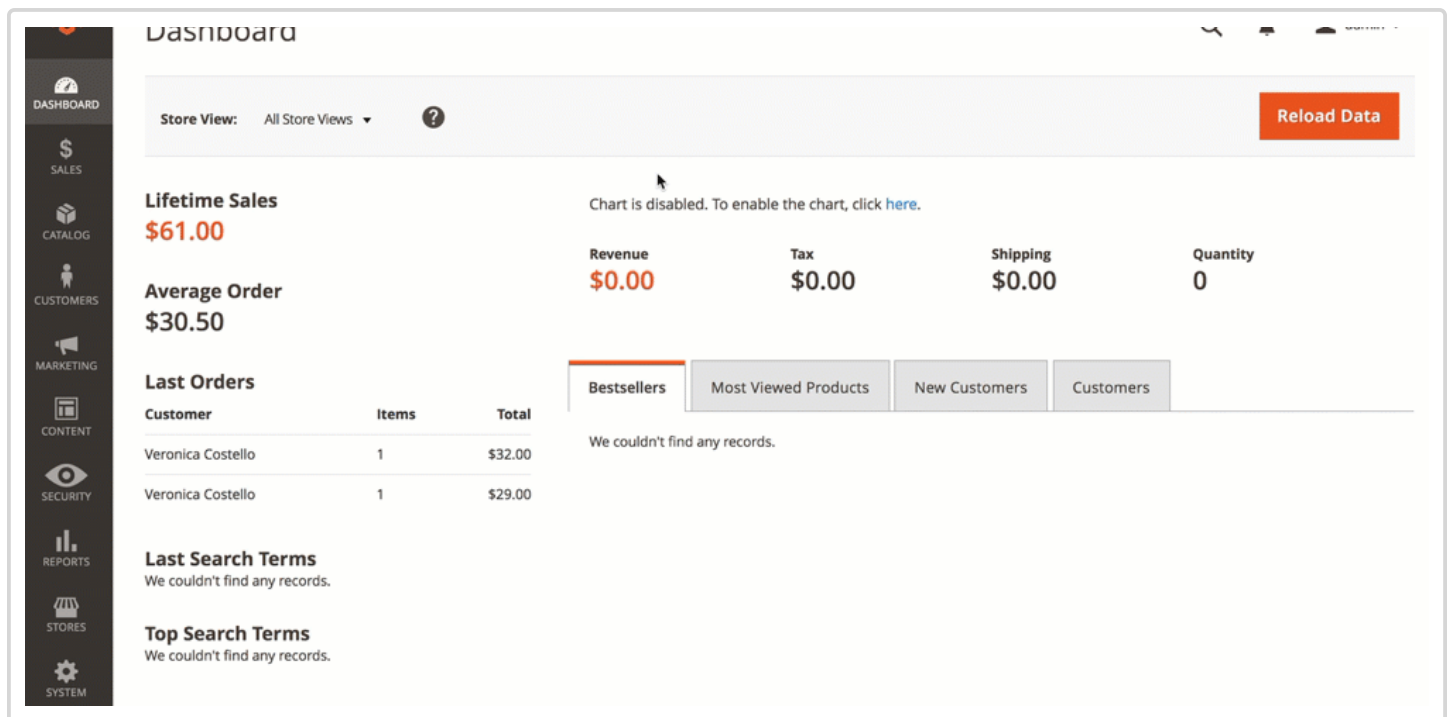 Dashboard
admin
DASHBOARD
SALES
CATALOG
CUSTOMERS
MARKETING
CONTENT
SECURITY
REPORTS
STORES
SYSTEM
Store View: All Store Views
Reload Data
Lifetime Sales
$61.00
Average Order
$30.50
Last Orders
Customer Items Total
Veronica Costello 1 $32.00
Veronica Costello 1 $29.00
Last Search Terms
We couldn't find any records.
Top Search Terms
We couldn't find any records.
Chart is disabled. To enable the chart, click here.
Revenue Tax Shipping Quantity
$0.00 $0.00 $0.00 0
Bestsellers Most Viewed Products New Customers Customers
We couldn't find any records.